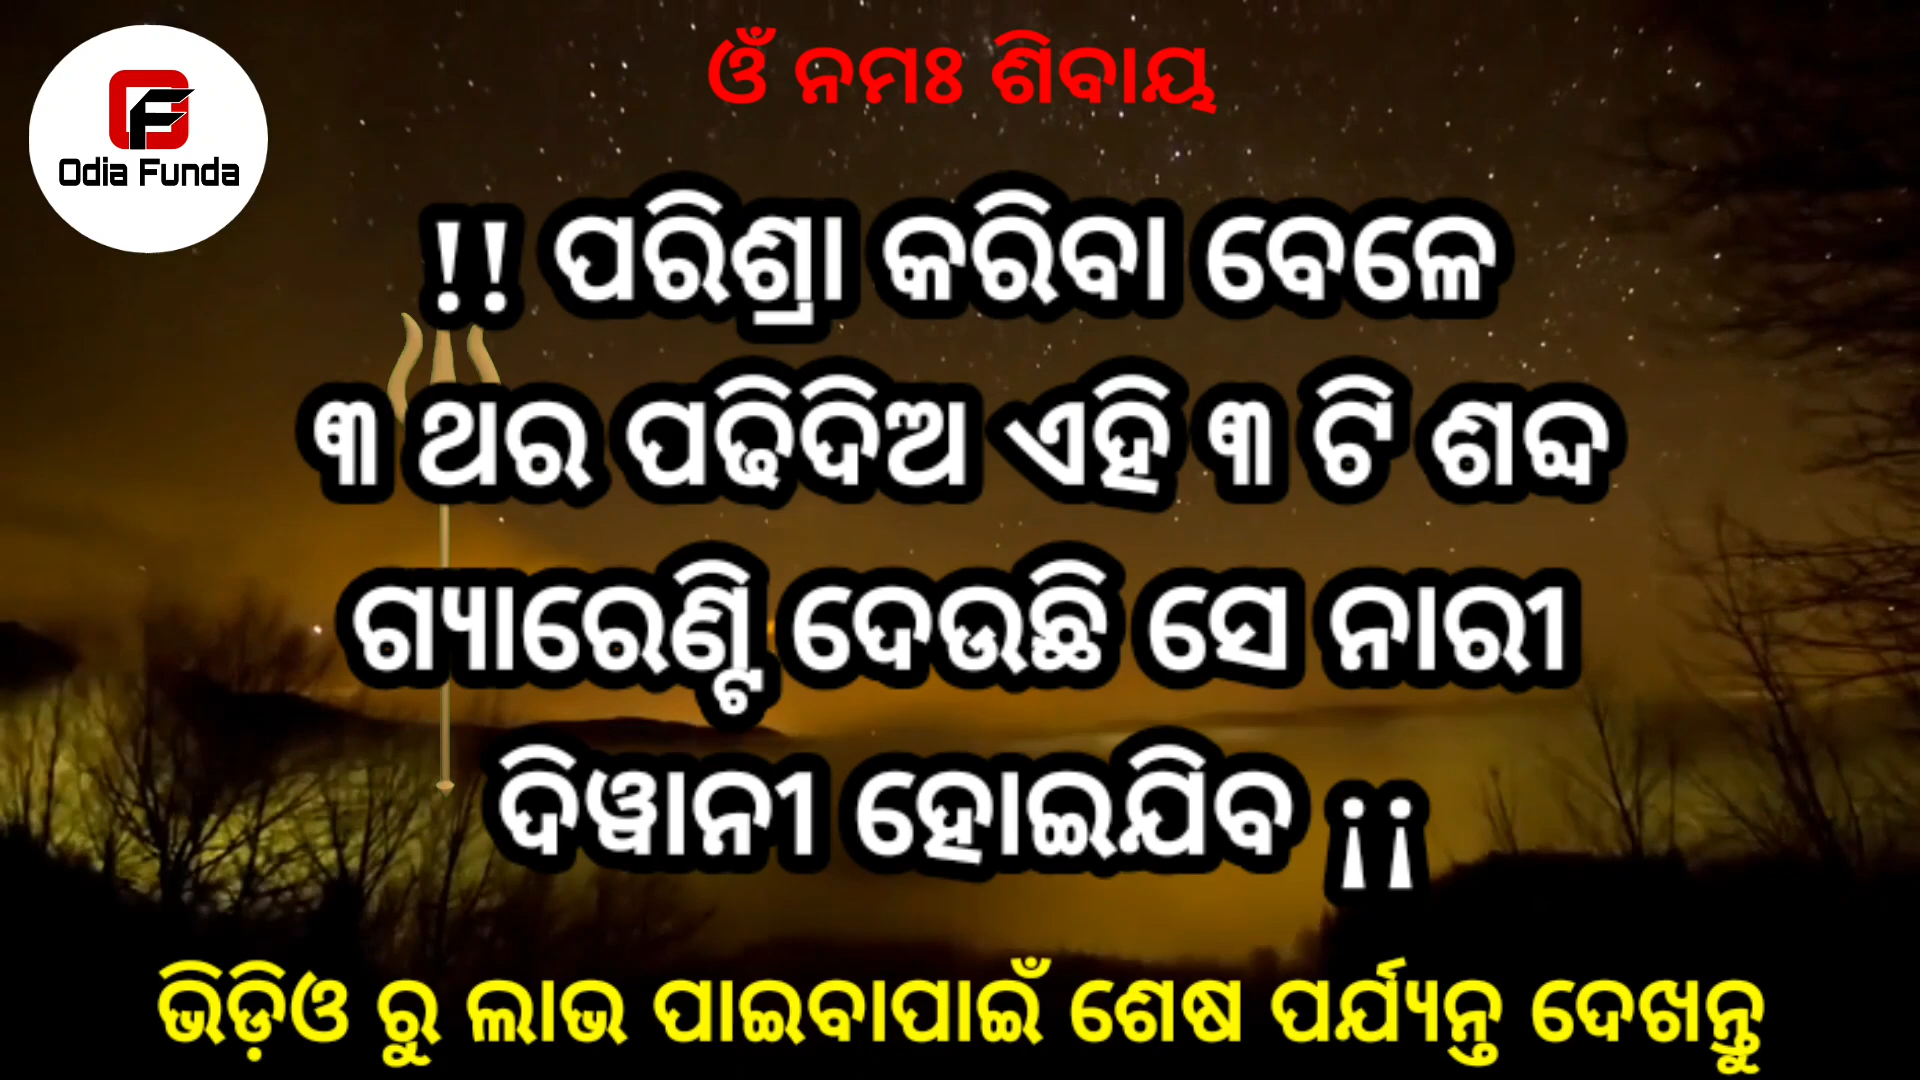 ଓଁ ନମଃ ଶିବାୟ
Odia Funda
!! ପରିଶ୍ରା କରିବା ବେଳେ
୩ ଥର ପଢିଦିଅ ଏହି ୩ ଟି ଶବ୍ଦ
ଗ୍ୟାରେଣ୍ଟି ଦେଉଛି ସେ ନାରୀ
ଦିୱାନୀ ହୋଇଯିବ ¡¡
ଭିଡ଼ିଓ ରୁ ଲାଭ ପାଇବାପାଇଁ ଶେଷ ପର୍ଯ୍ୟନ୍ତ ଦେଖନ୍ତୁ